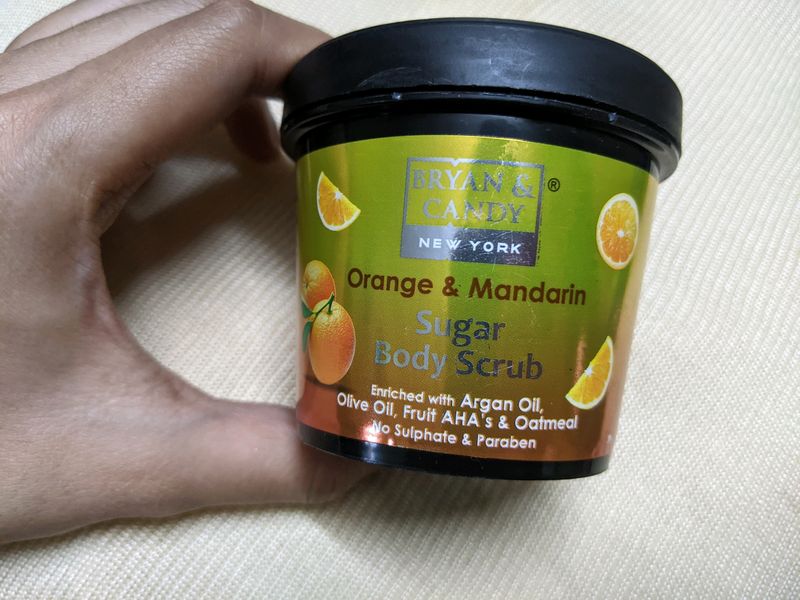 BRYAN &
CANDY
®
NEW YORK
Orange & Mandarin
Sugar
Body Scrub
Enriched with Argan Oil,
Olive Oil, Fruit AHA's & Oatmeal
No Sulphate & Paraben